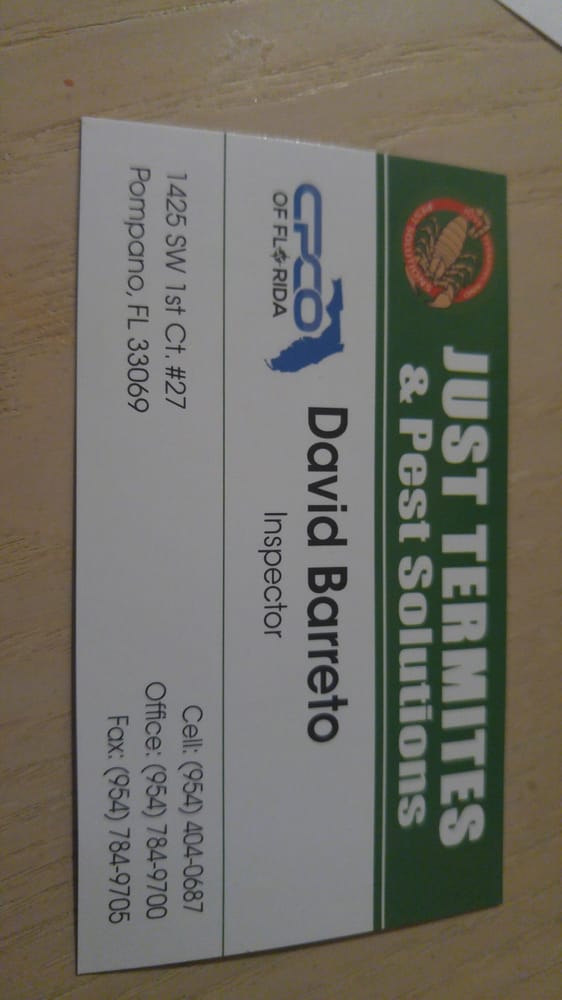 JUST TERMITES
& Pest Solutions
CPCO
OF FLORIDA
David Barreto
Inspector
1425 SW 1st Ct. #27
Pompano, FL 33069
Cell: (954) 404-0687
Office: (954) 784-9700
Fax: (954) 784-9705